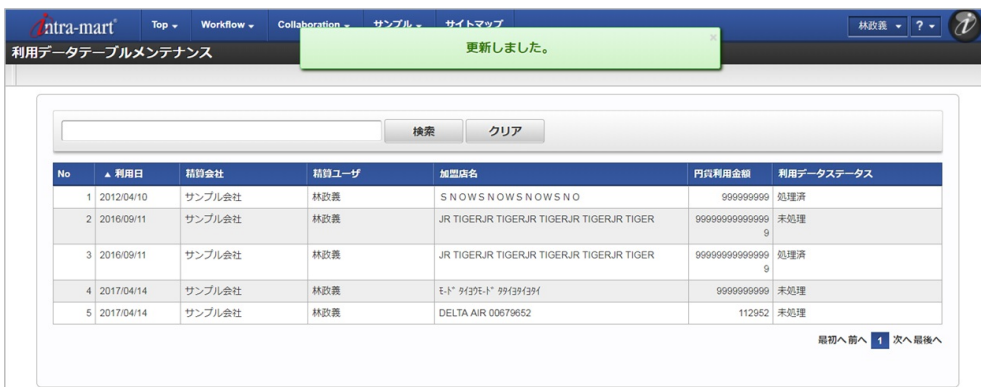 intra-mart Top Workflow Collaboration サンプル サイトマップ 林政義 ?
利用データテーブルメンテナンス
更新しました。
検索 クリア
No ▲ 利用日 精算会社 精算ユーザ 加盟店名 円貨利用金額 利用データステータス
1 2012/04/10 サンプル会社 林政義 S N O W S N O W S N O W S N O 999999999 処理済
2 2016/09/11 サンプル会社 林政義 JR TIGERJR TIGERJR TIGERJR TIGERJR TIGER 99999999999999 未処理
9
3 2016/09/11 サンプル会社 林政義 JR TIGERJR TIGERJR TIGERJR TIGERJR TIGER 99999999999999 処理済
9
4 2017/04/14 サンプル会社 林政義 9999999999 未処理
5 2017/04/14 サンプル会社 林政義 DELTA AIR 00679652 112952 未処理
最初へ 前へ 1 次へ 最後へ